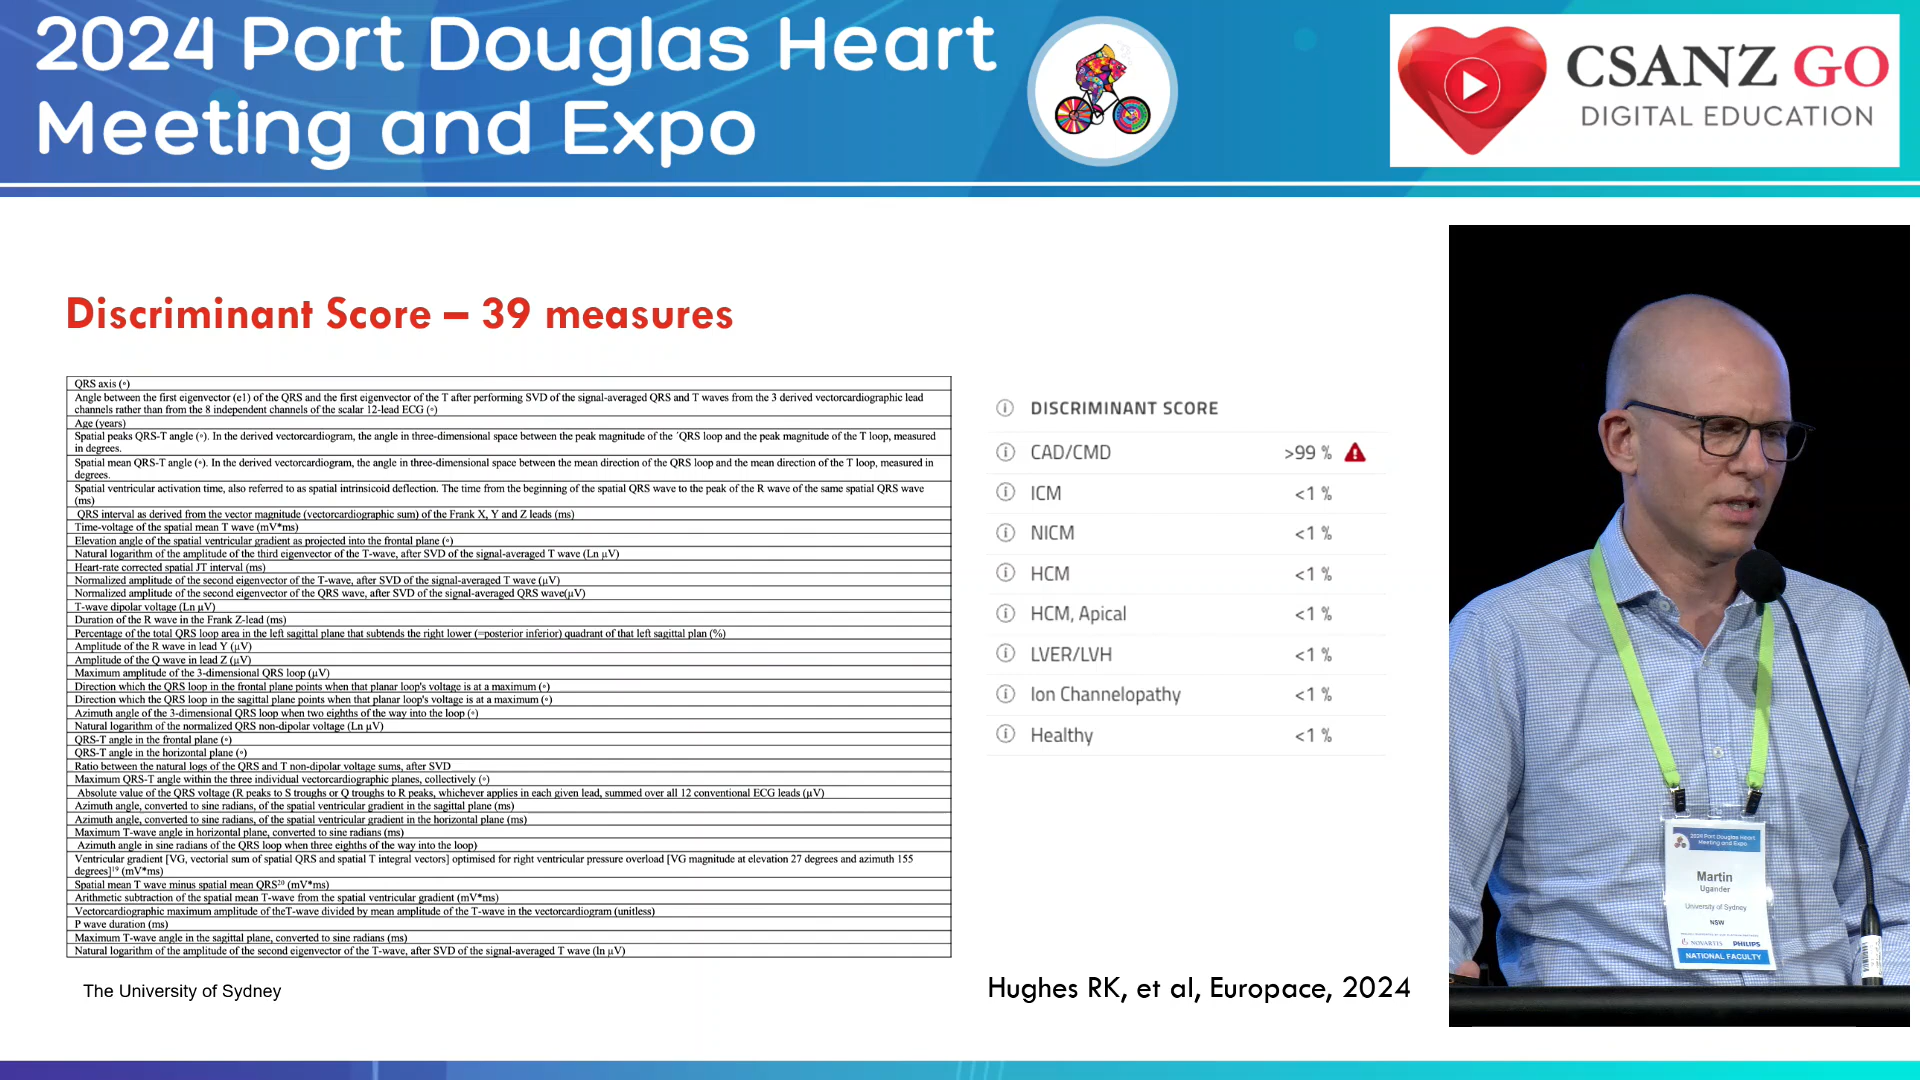 2024 Port Douglas Heart
Meeting and Expo
CSANZ GO
DIGITAL EDUCATION
Discriminant Score – 39 measures
QRS axis (∘)
Angle between the first eigenvector (e1) of the QRS and the first eigenvector of the T after performing SVD of the signal-averaged QRS and T waves from the 3 derived vectorcardiographic lead
channels rather than from the 8 independent channels of the scalar 12-lead ECG (∘)
Age (years)
Spatial peaks QRS-T angle (∘). In the derived vectorcardiogram, the angle in three-dimensional space between the peak magnitude of the ´QRS loop and the peak magnitude of the T loop, measured
in degrees.
Spatial mean QRS-T angle (∘). In the derived vectorcardiogram, the angle in three-dimensional space between the mean direction of the QRS loop and the mean direction of the T loop, measured in
degrees.
Spatial ventricular activation time, also referred to as spatial intrinsicoid deflection. The time from the beginning of the spatial QRS wave to the peak of the R wave of the same spatial QRS wave
(ms)
QRS interval as derived from the vector magnitude (vectorcardiographic sum) of the Frank X, Y and Z leads (ms)
Time-voltage of the spatial mean T wave (mV*ms)
Elevation angle of the spatial ventricular gradient as projected into the frontal plane (∘)
Natural logarithm of the amplitude of the third eigenvector of the T-wave, after SVD of the signal-averaged T wave (Ln µV)
Heart-rate corrected spatial JT interval (ms)
Normalized amplitude of the second eigenvector of the T-wave, after SVD of the signal-averaged T wave (µV)
Normalized amplitude of the second eigenvector of the QRS wave, after SVD of the signal-averaged QRS wave(µV)
T-wave dipolar voltage (Ln µV)
Duration of the R wave in the Frank Z-lead (ms)
Percentage of the total QRS loop area in the left sagittal plane that subtends the right lower (=posterior inferior) quadrant of that left sagittal plan (%)
Amplitude of the R wave in lead Y (µV)
Amplitude of the Q wave in lead Z (µV)
Maximum amplitude of the 3-dimensional QRS loop (µV)
Direction which the QRS loop in the frontal plane points when that planar loop's voltage is at a maximum (∘)
Direction which the QRS loop in the sagittal plane points when that planar loop's voltage is at a maximum (∘)
Azimuth angle of the 3-dimensional QRS loop when two eighths of the way into the loop (∘)
Natural logarithm of the normalized QRS non-dipolar voltage (Ln µV)
QRS-T angle in the frontal plane (∘)
QRS-T angle in the horizontal plane (∘)
Ratio between the natural logs of the QRS and T non-dipolar voltage sums, after SVD
Maximum QRS-T angle within the three individual vectorcardiographic planes, collectively (∘)
Absolute value of the QRS voltage (R peaks to S troughs or Q troughs to R peaks, whichever applies in each given lead, summed over all 12 conventional ECG leads (µV)
Azimuth angle, converted to sine radians, of the spatial ventricular gradient in the sagittal plane (ms)
Azimuth angle, converted to sine radians, of the spatial ventricular gradient in the horizontal plane (ms)
Maximum T-wave angle in horizontal plane, converted to sine radians (ms)
Azimuth angle in sine radians of the QRS loop when three eighths of the way into the loop)
Ventricular gradient [VG, vectorial sum of spatial QRS and spatial T integral vectors] optimised for right ventricular pressure overload [VG magnitude at elevation 27 degrees and azimuth 155
degrees]¹⁹ (mV*ms)
Spatial mean T wave minus spatial mean QRS²⁰ (mV*ms)
Arithmetic subtraction of the spatial mean T-wave from the spatial ventricular gradient (mV*ms)
Vectorcardiographic maximum amplitude of theT-wave divided by mean amplitude of the T-wave in the vectorcardiogram (unitless)
P wave duration (ms)
Maximum T-wave angle in the sagittal plane, converted to sine radians (ms)
Natural logarithm of the amplitude of the second eigenvector of the T-wave, after SVD of the signal-averaged T wave (ln µV)
DISCRIMINANT SCORE
CAD/CMD >99 %
ICM <1 %
NICM <1 %
HCM <1 %
HCM, Apical <1 %
LVER/LVH <1 %
Ion Channelopathy <1 %
Healthy <1 %
The University of Sydney
Hughes RK, et al, Europace, 2024
2024 Port Douglas Heart
Meeting and Expo
Martin
Ugander
University of Sydney
NSW
NOVARTIS PHILIPS
NATIONAL FACULTY